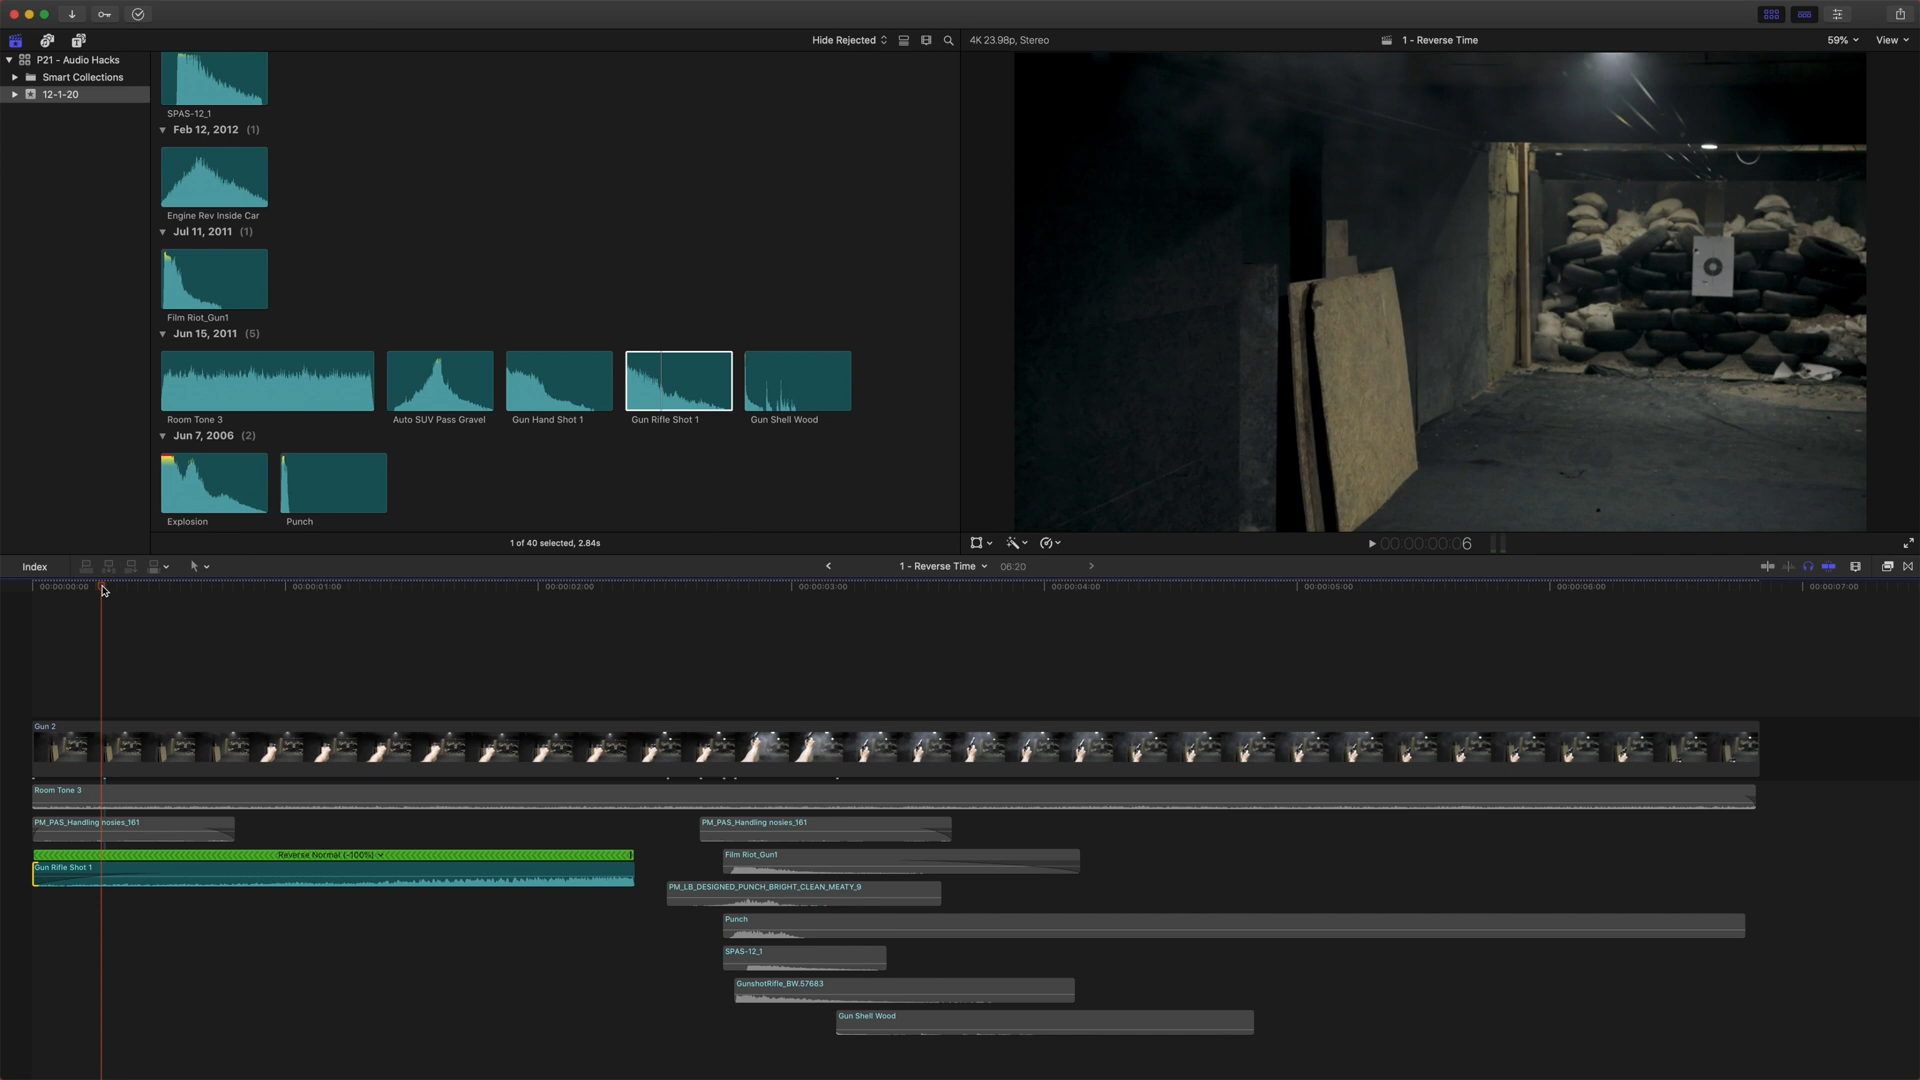 Hide Rejected
4K 23.98p, Stereo
1 - Reverse Time
59%
View
P21 - Audio Hacks
Smart Collections
12-1-20
SPAS-12_1
Feb 12, 2012 (1)
Engine Rev Inside Car
Jul 11, 2011 (1)
Film Riot_Gun1
Jun 15, 2011 (5)
Room Tone 3
Auto SUV Pass Gravel
Gun Hand Shot 1
Gun Rifle Shot 1
Gun Shell Wood
Jun 7, 2006 (2)
Explosion
Punch
1 of 40 selected, 2.84s
00:00:00:06
Index
1 - Reverse Time
06:20
00:00:00:00
00:00:01:00
00:00:02:00
00:00:03:00
00:00:04:00
00:00:05:00
00:00:06:00
00:00:07:00
Gun 2
Room Tone 3
PM_PAS_Handling nosies_161
PM_PAS_Handling nosies_161
Reverse Normal (-100%)
Film Riot_Gun1
Gun Rifle Shot 1
PM_LB_DESIGNED_PUNCH_BRIGHT_CLEAN_MEATY_9
Punch
SPAS-12_1
GunshotRifle_BW.57683
Gun Shell Wood